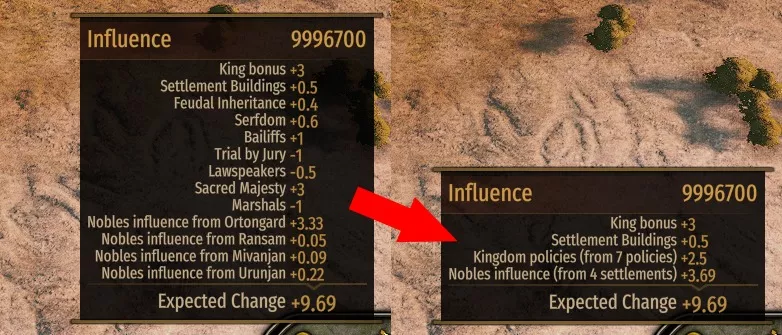 Influence 9996700
King bonus +3
Settlement Buildings +0.5
Feudal Inheritance +0.4
Serfdom +0.6
Bailiffs +1
Trial by Jury -1
Lawspeakers -0.5
Sacred Majesty +3
Marshals -1
Nobles influence from Ortongard +3.33
Nobles influence from Ransam +0.05
Nobles influence from Mivanjan +0.09
Nobles influence from Urunjan +0.22
Expected Change +9.69
Influence 9996700
King bonus +3
Settlement Buildings +0.5
Kingdom policies (from 7 policies) +2.5
Nobles influence (from 4 settlements) +3.69
Expected Change +9.69